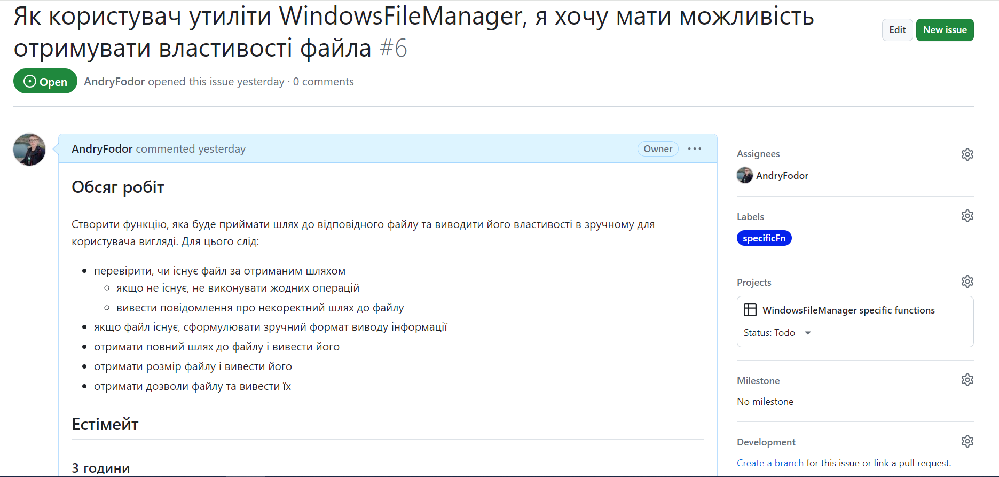 Як користувач утиліти WindowsFileManager, я хочу мати можливість
отримувати властивості файла #6
Edit
New issue
Open
AndryFodor opened this issue yesterday · 0 comments
AndryFodor commented yesterday
Owner
Обсяг робіт
Створити функцію, яка буде приймати шлях до відповідного файлу та виводити його властивості в зручному для
користувача вигляді. Для цього слід:
перевірити, чи існує файл за отриманим шляхом
якщо не існує, не виконувати жодних операцій
вивести повідомлення про некоректний шлях до файлу
якщо файл існує, сформулювати зручний формат виводу інформації
отримати повний шлях до файлу і вивести його
отримати розмір файлу і вивести його
отримати дозволи файлу та вивести їх
Естімейт
3 години
Assignees
AndryFodor
Labels
specificFn
Projects
WindowsFileManager specific functions
Status: Todo
Milestone
No milestone
Development
Create a branch for this issue or link a pull request.